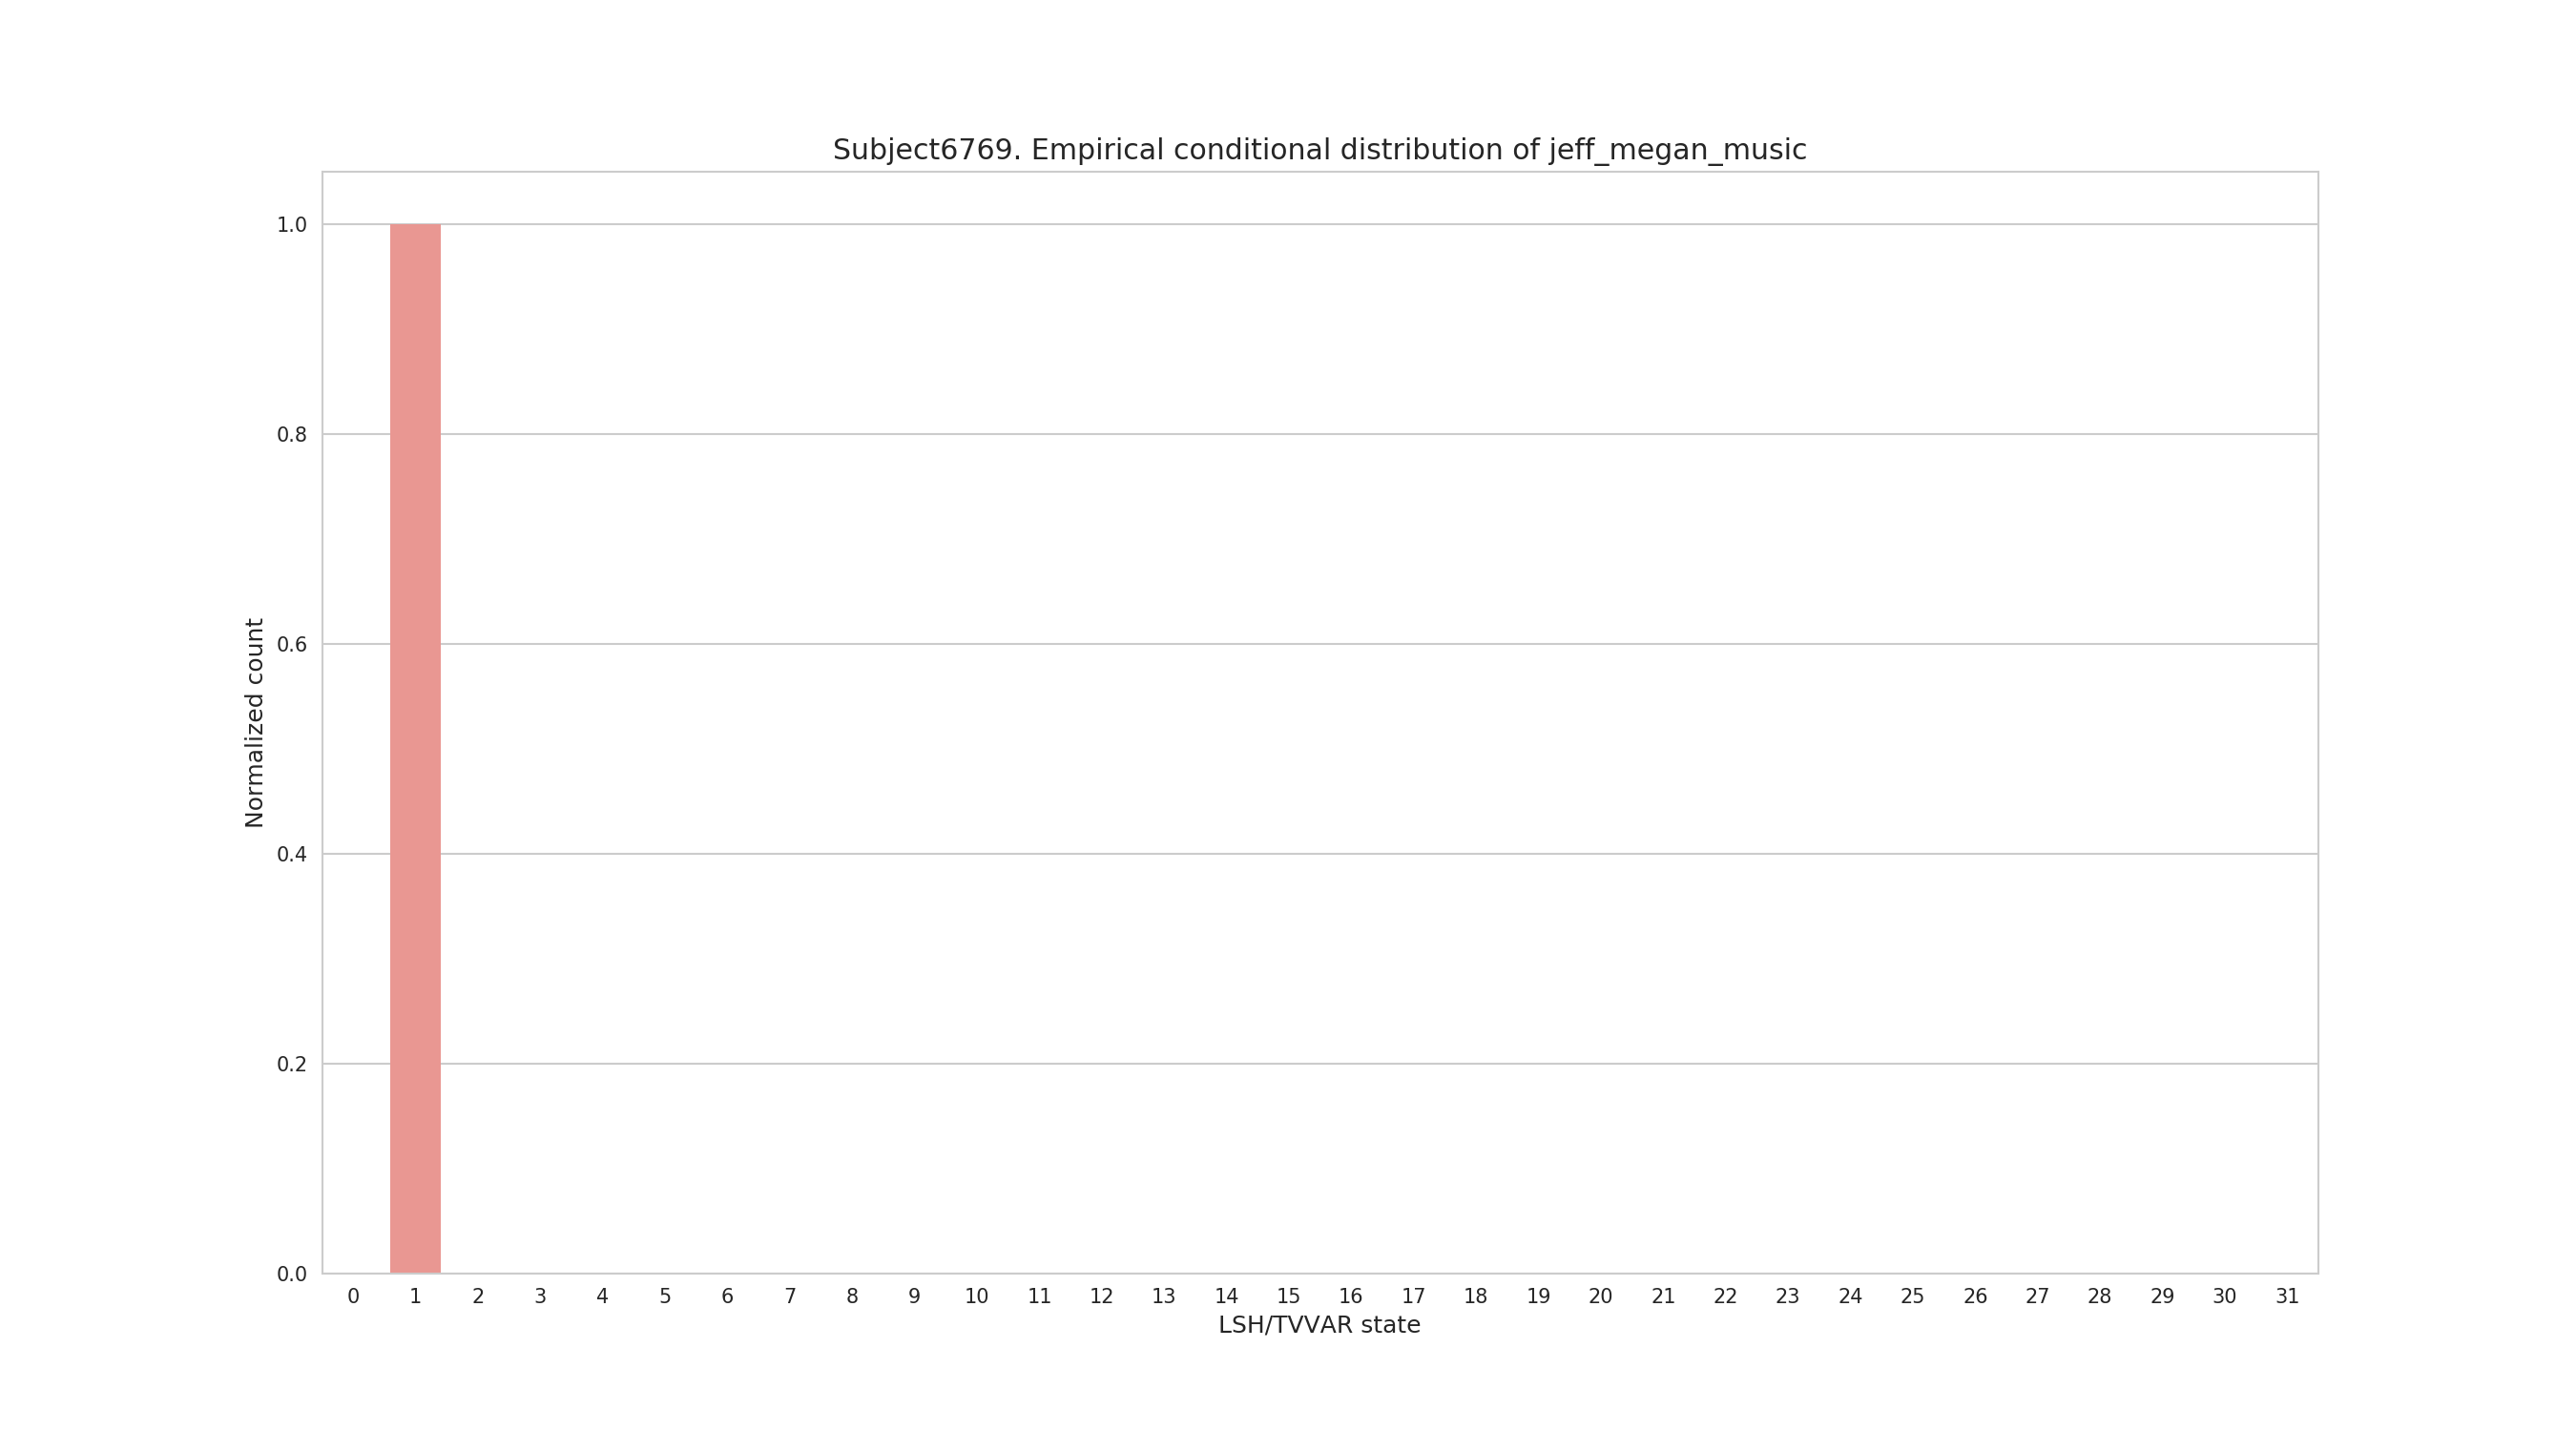 Subject6769. Empirical conditional distribution of jeff_megan_music
1.0
0.8
0.6
0.4
0.2
0.0
Normalized count
0 1 2 3 4 5 6 7 8 9 10 11 12 13 14 15 16 17 18 19 20 21 22 23 24 25 26 27 28 29 30 31
LSH/TVVAR state